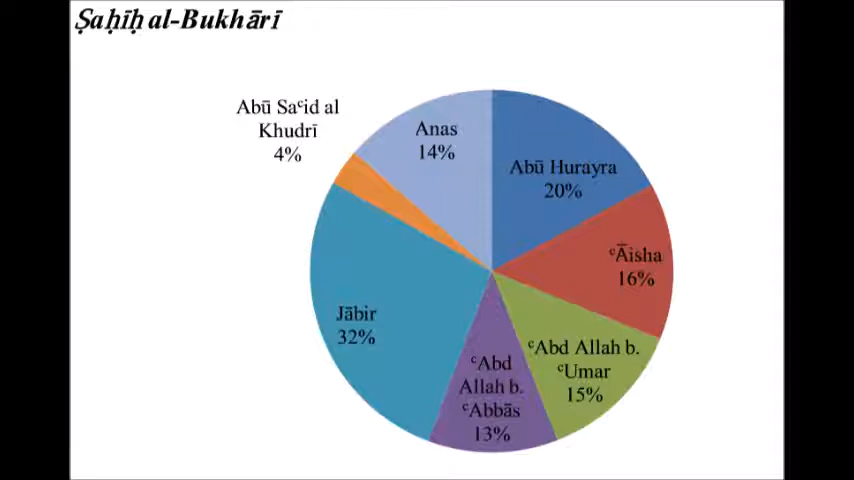 Ṣaḥīḥ al-Bukhārī
Abū Saᶜid al
Khudrī
4%
Anas
14%
Abū Hurayra
20%
ᶜĀisha
16%
Jābir
32%
ᶜAbd
Allah b.
ᶜAbbās
13%
ᶜAbd Allah b.
ᶜUmar
15%